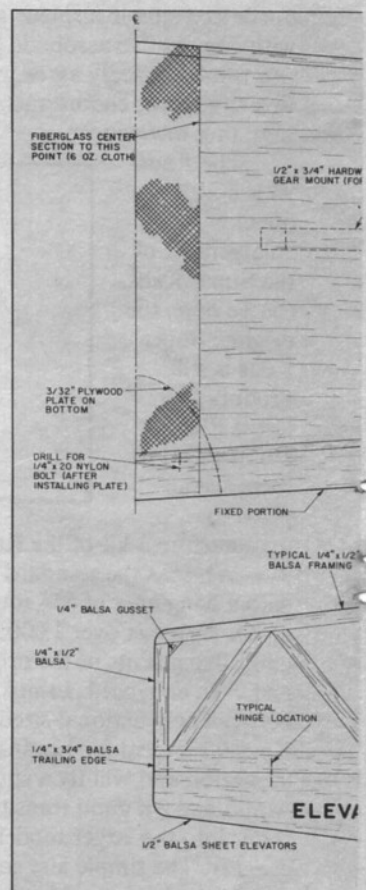 ℄
FIBERGLASS CENTER
SECTION TO THIS
POINT (6 OZ. CLOTH)
1/2" x 3/4" HARDW
GEAR MOUNT (FOR
3/32" PLYWOOD
PLATE ON
BOTTOM
DRILL FOR
1/4" x 20 NYLON
BOLT (AFTER
INSTALLING PLATE)
FIXED PORTION
TYPICAL 1/4" x 1/2"
BALSA FRAMING
1/4" BALSA GUSSET
1/4" x 1/2"
BALSA
TYPICAL
HINGE LOCATION
1/4" x 3/4" BALSA
TRAILING EDGE
ELEVA
1/2" BALSA SHEET ELEVATORS